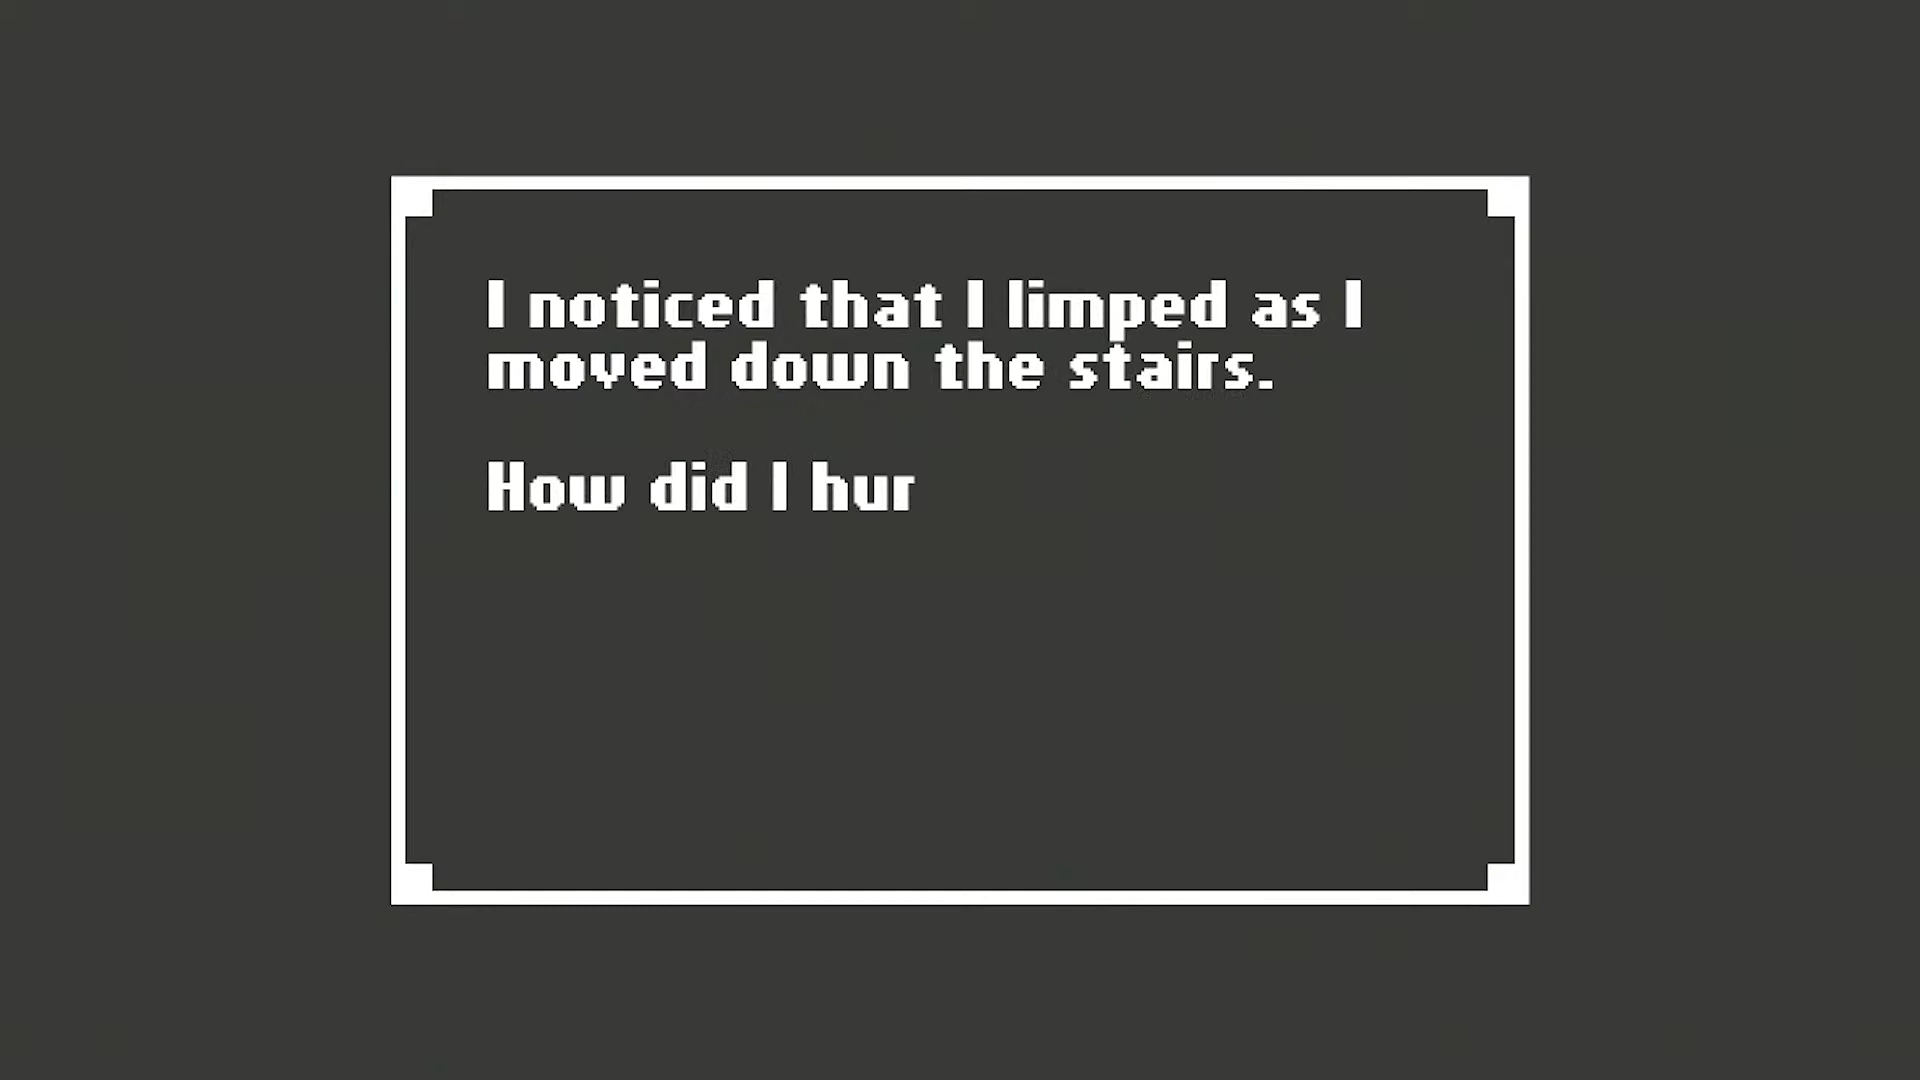 I noticed that I limped as I
moved down the stairs.
How did I hur